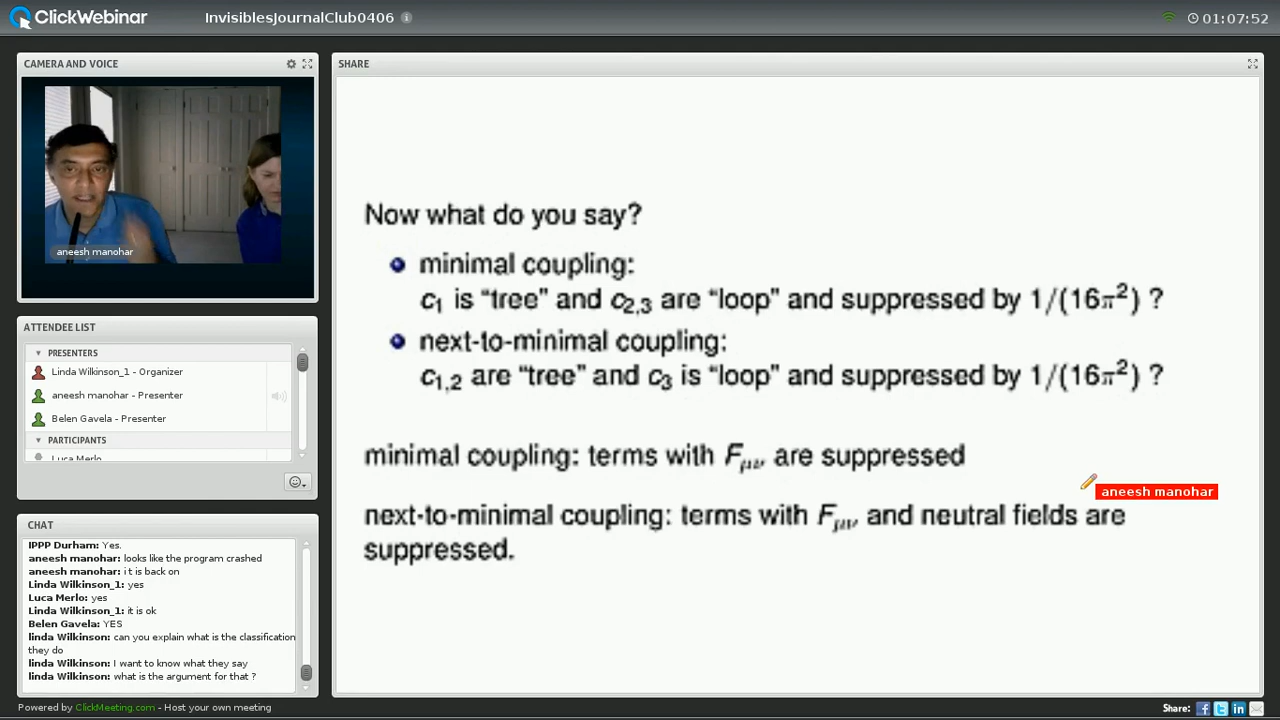 ClickWebinar
InvisiblesJournalClub0406
01:07:52
CAMERA AND VOICE
aneesh manohar
ATTENDEE LIST
PRESENTERS
Linda Wilkinson_1 - Organizer
aneesh manohar - Presenter
Belen Gavela - Presenter
PARTICIPANTS
Luca Merlo
CHAT
IPPP Durham: Yes.
aneesh manohar: looks like the program crashed
aneesh manohar: i t is back on
Linda Wilkinson_1: yes
Luca Merlo: yes
Linda Wilkinson_1: it is ok
Belen Gavela: YES
linda Wilkinson: can you explain what is the classification
they do
linda Wilkinson: I want to know what they say
linda Wilkinson: what is the argument for that ?
SHARE
Now what do you say?
minimal coupling:
c₁ is “tree” and c₂,₃ are “loop” and suppressed by 1/(16π²) ?
next-to-minimal coupling:
c₁,₂ are “tree” and c₃ is “loop” and suppressed by 1/(16π²) ?
minimal coupling: terms with Fμν are suppressed
aneesh manohar
next-to-minimal coupling: terms with Fμν and neutral fields are
suppressed.
Powered by ClickMeeting.com - Host your own meeting
Share: